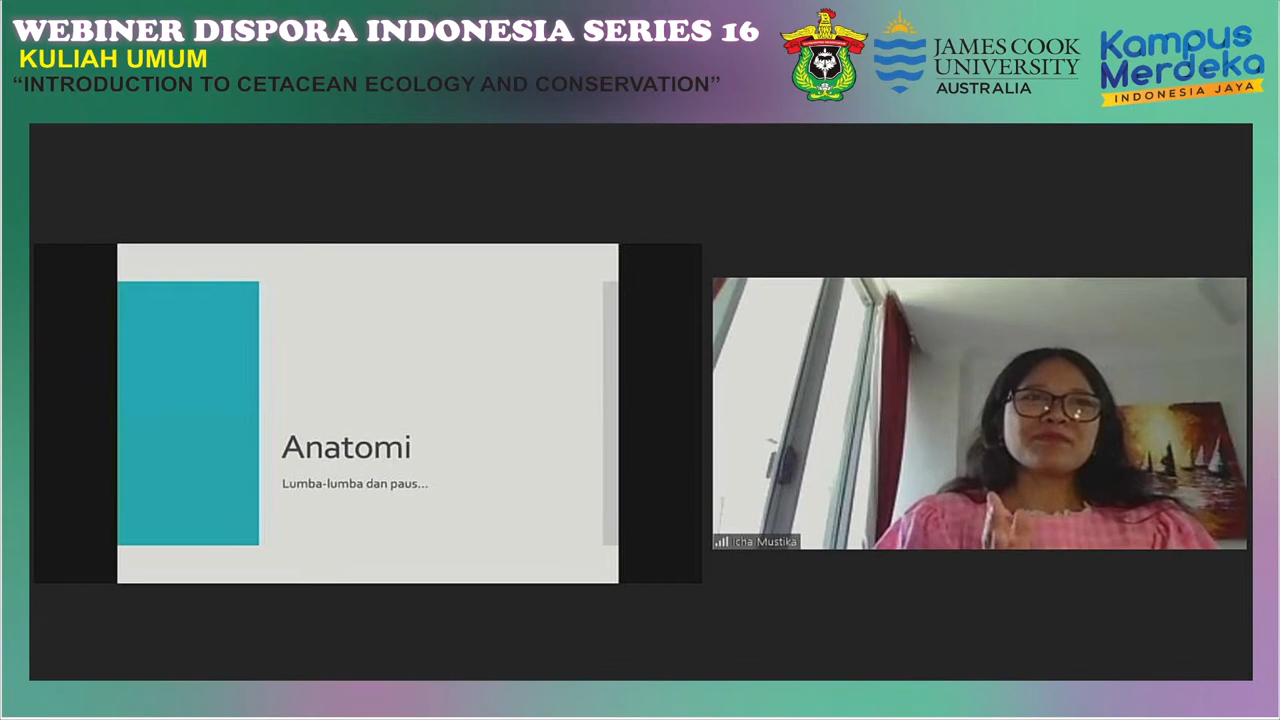 WEBINER DISPORA INDONESIA SERIES 16
KULIAH UMUM
“INTRODUCTION TO CETACEAN ECOLOGY AND CONSERVATION”
JAMES COOK
UNIVERSITY
AUSTRALIA
Kampus
Merdeka
INDONESIA JAYA
Anatomi
Lumba-lumba dan paus...
Icha Mustika